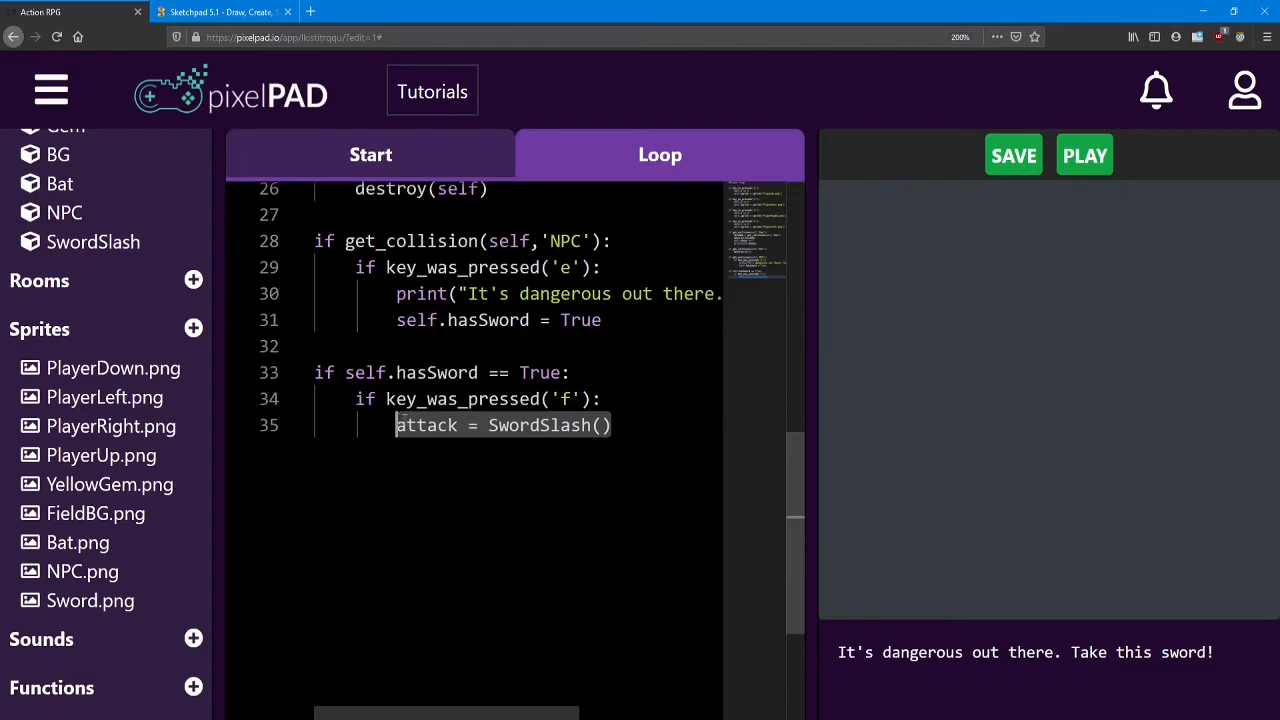 Action RPG
Sketchpad 5.1 - Draw, Create,
https://pixelpad.io/app/lkistitrqqu/?edit=1#
200%
pixelPAD
Tutorials
Gem
BG
Bat
NPC
SwordSlash
Rooms
Sprites
PlayerDown.png
PlayerLeft.png
PlayerRight.png
PlayerUp.png
YellowGem.png
FieldBG.png
Bat.png
NPC.png
Sword.png
Sounds
Functions
Start
Loop
26 destroy(self)
27
28 if get_collision(self,'NPC'):
29 if key_was_pressed('e'):
30 print("It's dangerous out there.
31 self.hasSword = True
32
33 if self.hasSword == True:
34 if key_was_pressed('f'):
35 attack = SwordSlash()
SAVE
PLAY
It's dangerous out there. Take this sword!